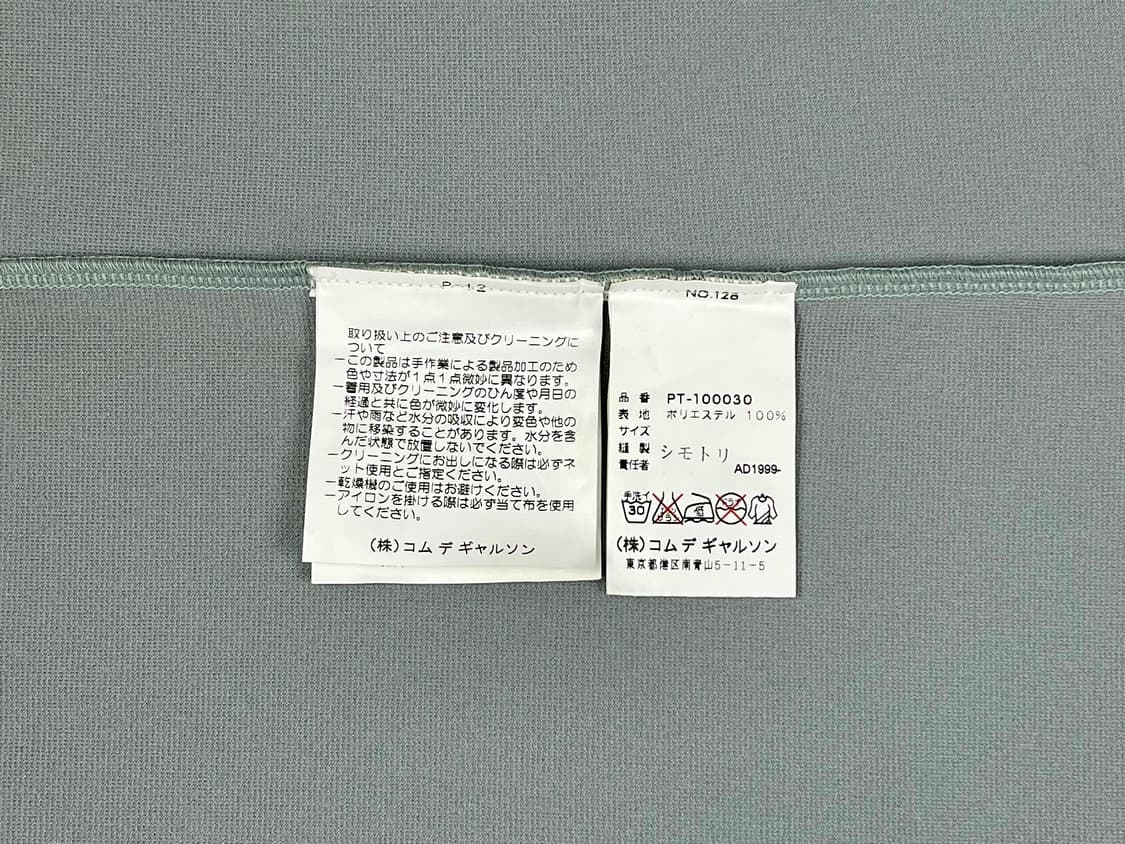 P-12
取り扱い上のご注意及びクリーニングに
ついて
ーこの製品は手作業による製品加工のため
色や寸法が1点1点微妙に異なります。
ー着用及びクリーニングのひん度や月日の
経過と共に色が微妙に変化します。
ー汗や雨など水分の吸収により変色や他の
物に移染することがあります。水分を含
んだ状態で放置しないでください。
ークリーニングにお出しになる際は必ずネ
ット使用とご指定ください。
ー乾燥機のご使用はお避けください。
ーアイロンを掛ける際は必ず当て布を使用
してください。
(株)コム デ ギャルソン
NO.128
品番 PT-100030
表地 ポリエステル 100%
サイズ
縫製 シモトリ
責任者
AD1999-
手洗イ
30
(株)コム デ ギャルソン
東京都港区南青山5-11-5